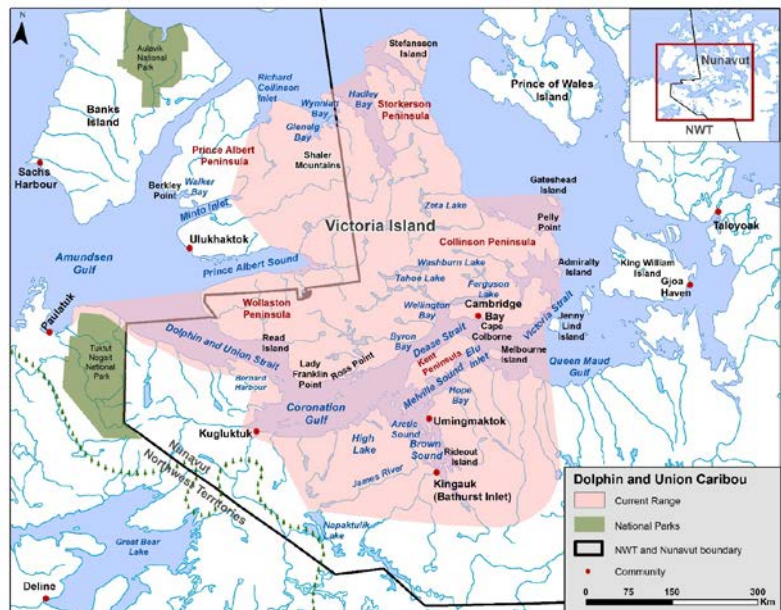 N
Aulavik
National
Park
Banks
Island
Richard
Collinson
Inlet
Stefansson
Island
Hadley
Bay
Wynniatt
Bay
Storkerson
Peninsula
Glenelg
Bay
Prince of Wales
Island
Nunavut
NWT
Sachs
Harbour
Prince Albert
Peninsula
Shaler
Mountains
Berkley
Point
Walker
Bay
Minto Inlet
Gateshead
Island
Zeta Lake
Pelly
Point
Taloyoak
Ulukhaktok
Victoria Island
Collinson Peninsula
Amundsen
Gulf
Prince Albert Sound
Washburn Lake
Tahoe Lake
Ferguson
Lake
Admiralty
Island
King William
Island
Gjoa
Haven
Paulatuk
Wollaston
Peninsula
Wellington
Bay
Cambridge
Bay
Cape
Colborne
Victoria Strait
Jenny
Lind
Island
Tuktut
Nogait
National
Park
Dolphin and Union Strait
Read
Island
Byron
Bay
Dease Strait
Melbourne
Island
Queen Maud
Gulf
Lady
Franklin
Point
Ross Point
Kent
Peninsula
Elu
Inlet
Melville Sound
Bernard
Harbour
Coronation
Gulf
Hope
Bay
Kugluktuk
Arctic
Sound
Umingmaktok
High
Lake
Brown
Sound
Rideout
Island
James River
Kingauk
(Bathurst Inlet)
Nunavut
Northwest Territories
Napaktulik
Lake
Great Bear
Lake
Deline
Dolphin and Union Caribou
Current Range
National Parks
NWT and Nunavut boundary
Community
0 75 150 300
Km